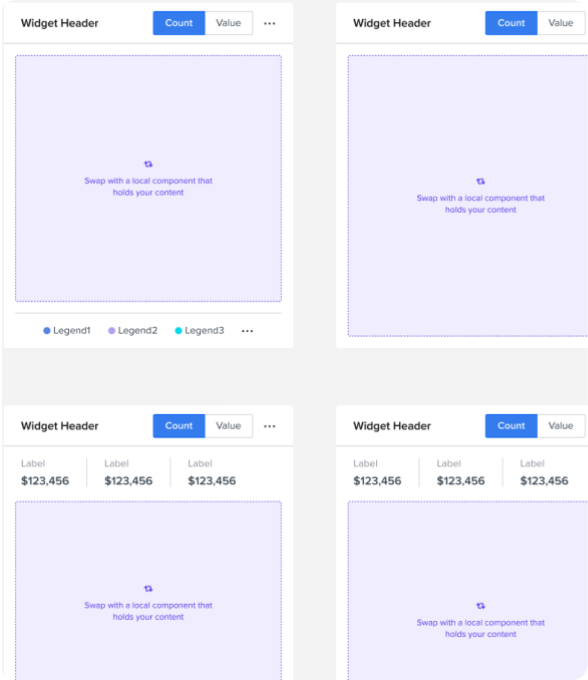 Widget Header Count Value ...
Swap with a local component that
holds your content
Legend1 Legend2 Legend3 ...
Widget Header Count Value
Swap with a local component that
holds your content
Widget Header Count Value ...
Label Label Label
$123,456 $123,456 $123,456
Swap with a local component that
holds your content
Widget Header Count Value
Label Label Label
$123,456 $123,456 $123,456
Swap with a local component that
holds your content